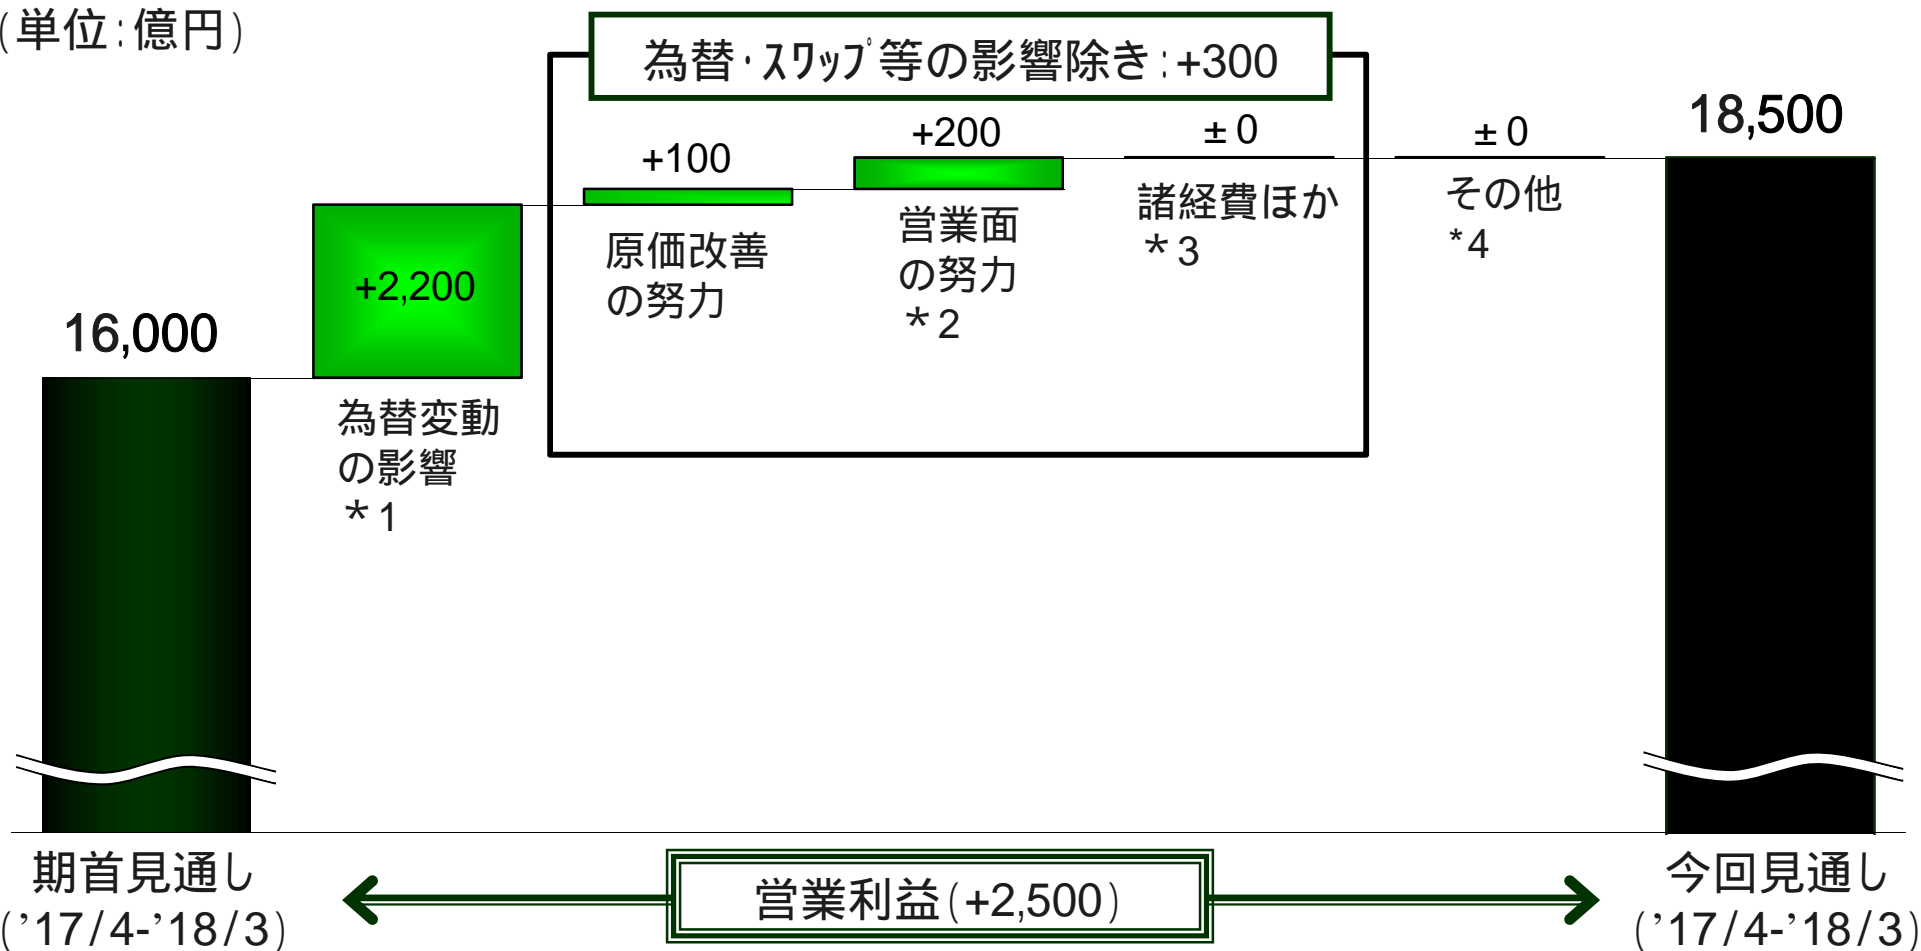 (単位:億円)
為替・スワップ等の影響除き:+300
16,000
+2,200
為替変動
の影響
*1
+100
原価改善
の努力
+200
営業面
の努力
*2
±0
諸経費ほか
*3
±0
その他
*4
18,500
期首見通し
('17/4-'18/3)
営業利益(+2,500)
今回見通し
('17/4-'18/3)